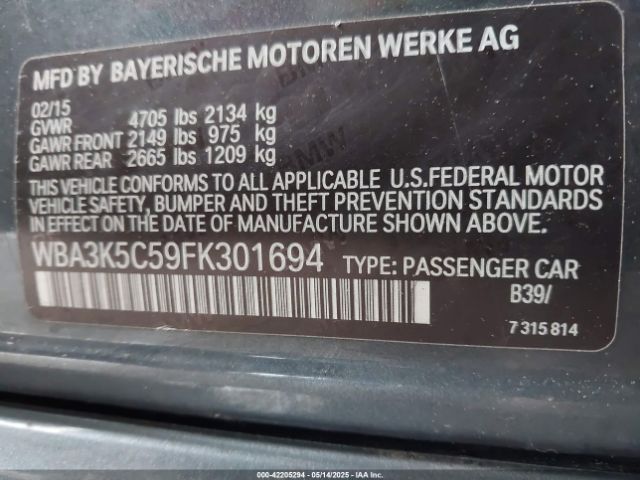 MFD BY BAYERISCHE MOTOREN WERKE AG
02/15
GVWR 4705 lbs 2134 kg
GAWR FRONT 2149 lbs 975 kg
GAWR REAR 2665 lbs 1209 kg
THIS VEHICLE CONFORMS TO ALL APPLICABLE U.S.FEDERAL MOTOR
VEHICLE SAFETY, BUMPER AND THEFT PREVENTION STANDARDS
IN EFFECT ON THE DATE OF MANUFACTURE SHOWN ABOVE.
WBA3K5C59FK301694 TYPE: PASSENGER CAR
B39/
7 315 814
000-42205294 05/14/2025 IAA Inc.